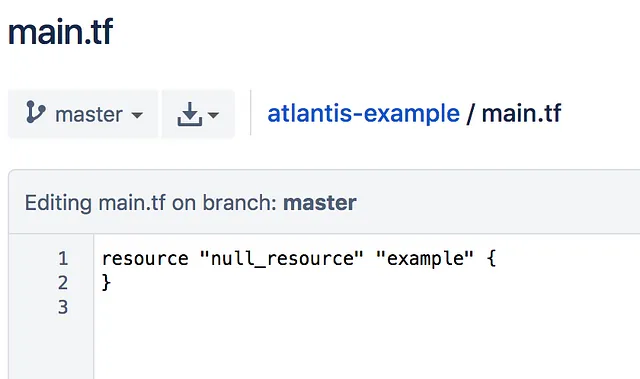 main.tf
master
atlantis-example / main.tf
Editing main.tf on branch: master
1 resource "null_resource" "example" {
2 }
3